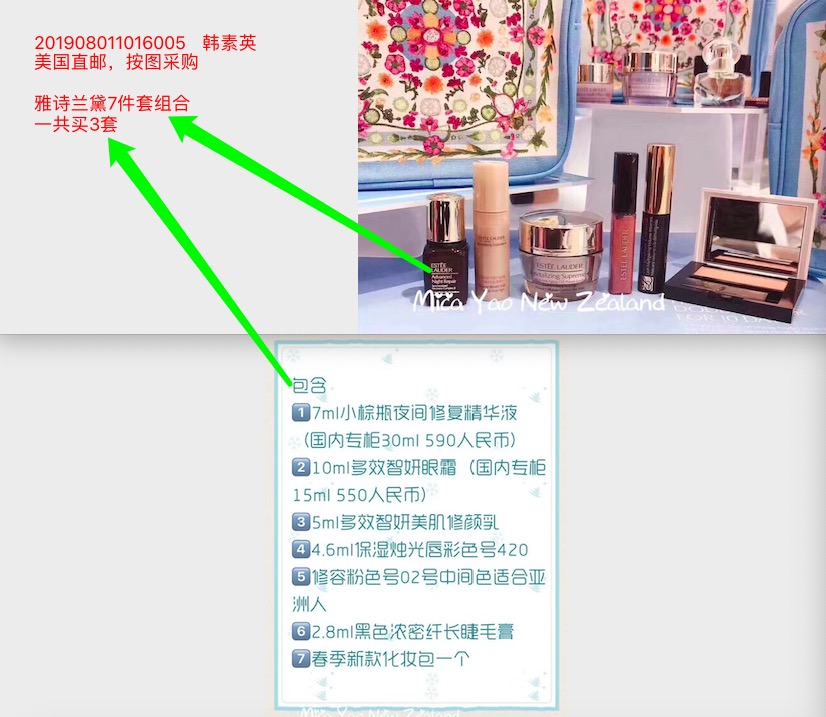 201908011016005 韩素英
美国直邮，按图采购
雅诗兰黛7件套组合
一共买3套
ESTĒE
LAUDER
Advanced
Night Repair
ESTĒE LAUDER
ESTĒE LAUDER
Mica Yao New Zealand
包含
1 7ml小棕瓶夜间修复精华液
（国内专柜30ml 590人民币）
2 10ml多效智妍眼霜（国内专柜
15ml 550人民币）
3 5ml多效智妍美肌修颜乳
4 4.6ml保湿烛光唇彩色号420
5 修容粉色号02号中间色适合亚
洲人
6 2.8ml黑色浓密纤长睫毛膏
7 春季新款化妆包一个
Mica Yao New Zealand